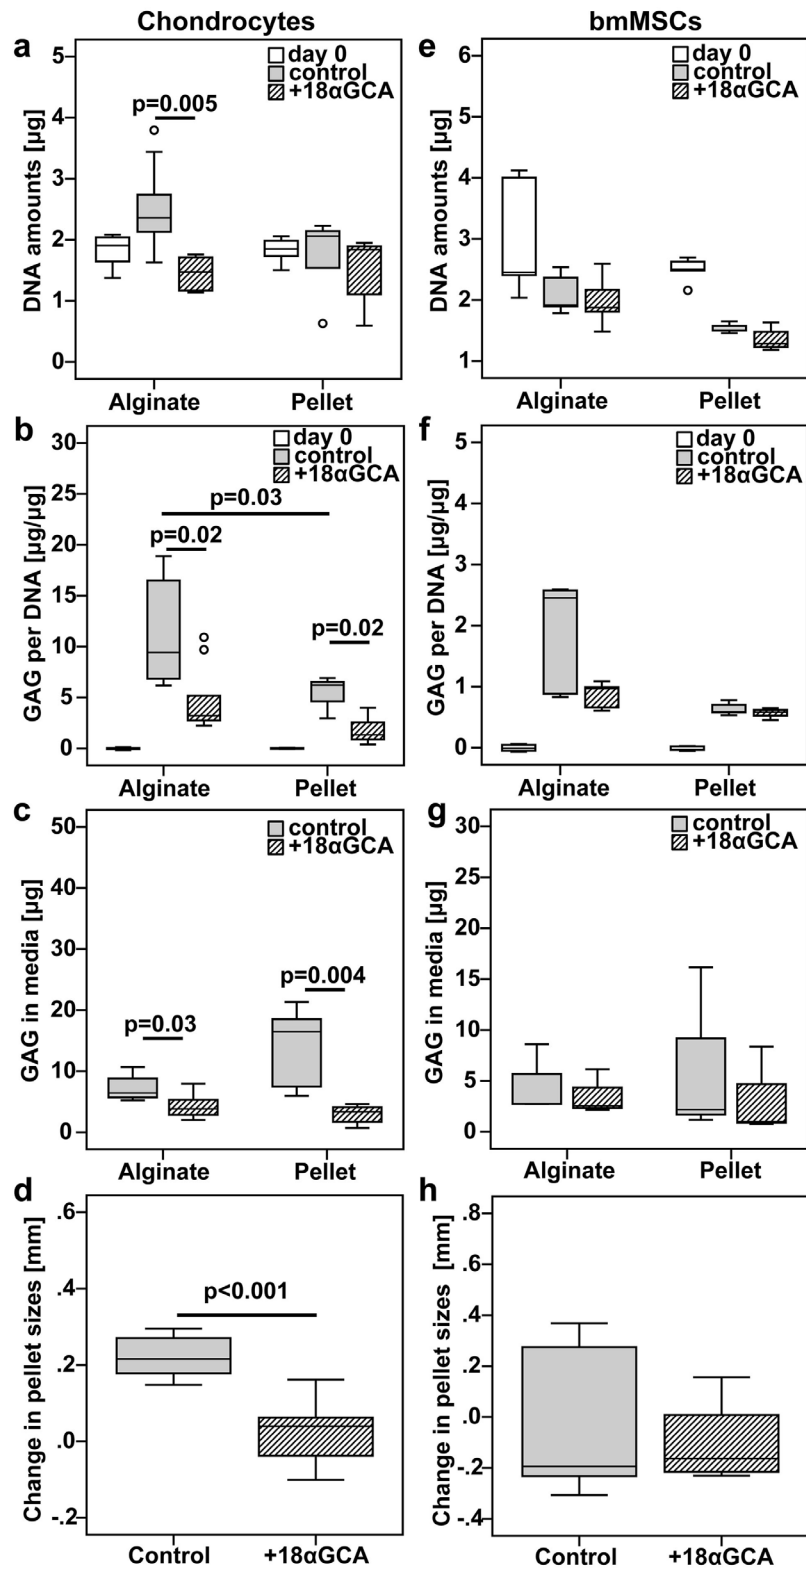 Chondrocytes
bmMSCs
a
DNA amounts [µg]
5
4
3
2
1
0
day 0
control
+18αGCA
p=0.005
Alginate
Pellet
e
DNA amounts [µg]
6
5
4
3
2
1
day 0
control
+18αGCA
Alginate
Pellet
b
GAG per DNA [µg/µg]
30
25
20
15
10
5
0
day 0
control
+18αGCA
p=0.03
p=0.02
p=0.02
Alginate
Pellet
f
GAG per DNA [µg/µg]
5
4
3
2
1
0
day 0
control
+18αGCA
Alginate
Pellet
c
GAG in media [µg]
50
40
30
20
10
0
control
+18αGCA
p=0.03
p=0.004
Alginate
Pellet
g
GAG in media [µg]
30
25
20
15
10
5
0
control
+18αGCA
Alginate
Pellet
d
Change in pellet sizes [mm]
.6
.4
.2
.0
-.2
p<0.001
Control
+18αGCA
h
Change in pellet sizes [mm]
.8
.6
.4
.2
.0
-.2
-.4
Control
+18αGCA